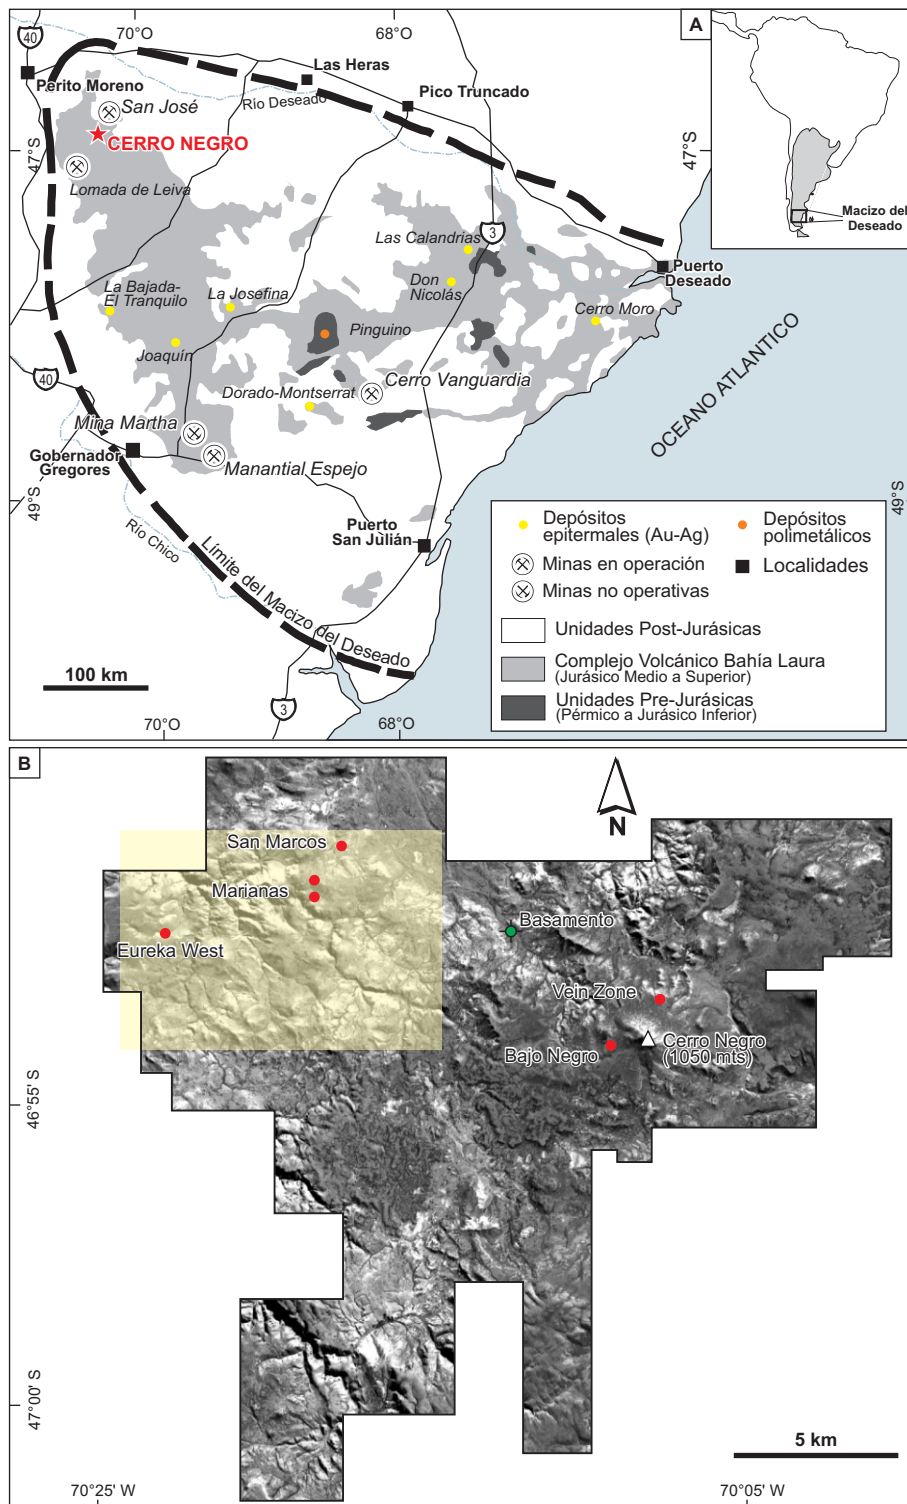 A
70°O
68°O
40
Las Heras
Perito Moreno
Río Deseado
Pico Truncado
San José
CERRO NEGRO
47°S
47°S
Lomada de Leiva
Macizo del
Deseado
3
Las Calandrias
Puerto
Deseado
La Bajada-
El Tranquilo
La Josefina
Don
Nicolás
Cerro Moro
Pinguino
Joaquín
OCEANO ATLANTICO
40
Cerro Vanguardia
Dorado-Montserrat
Mina Martha
Gobernador
Gregores
Manantial Espejo
49°S
49°S
Río Chico
Puerto
San Julián
Límite del Macizo del Deseado
Depósitos
epitermales (Au-Ag)
Depósitos
polimetálicos
Minas en operación
Localidades
Minas no operativas
Unidades Post-Jurásicas
Complejo Volcánico Bahía Laura
(Jurásico Medio a Superior)
Unidades Pre-Jurásicas
(Pérmico a Jurásico Inferior)
100 km
3
70°O
68°O
B
N
San Marcos
Marianas
Basamento
Eureka West
Vein Zone
Cerro Negro
(1050 mts)
Bajo Negro
46°55' S
47°00' S
5 km
70°25' W
70°05' W